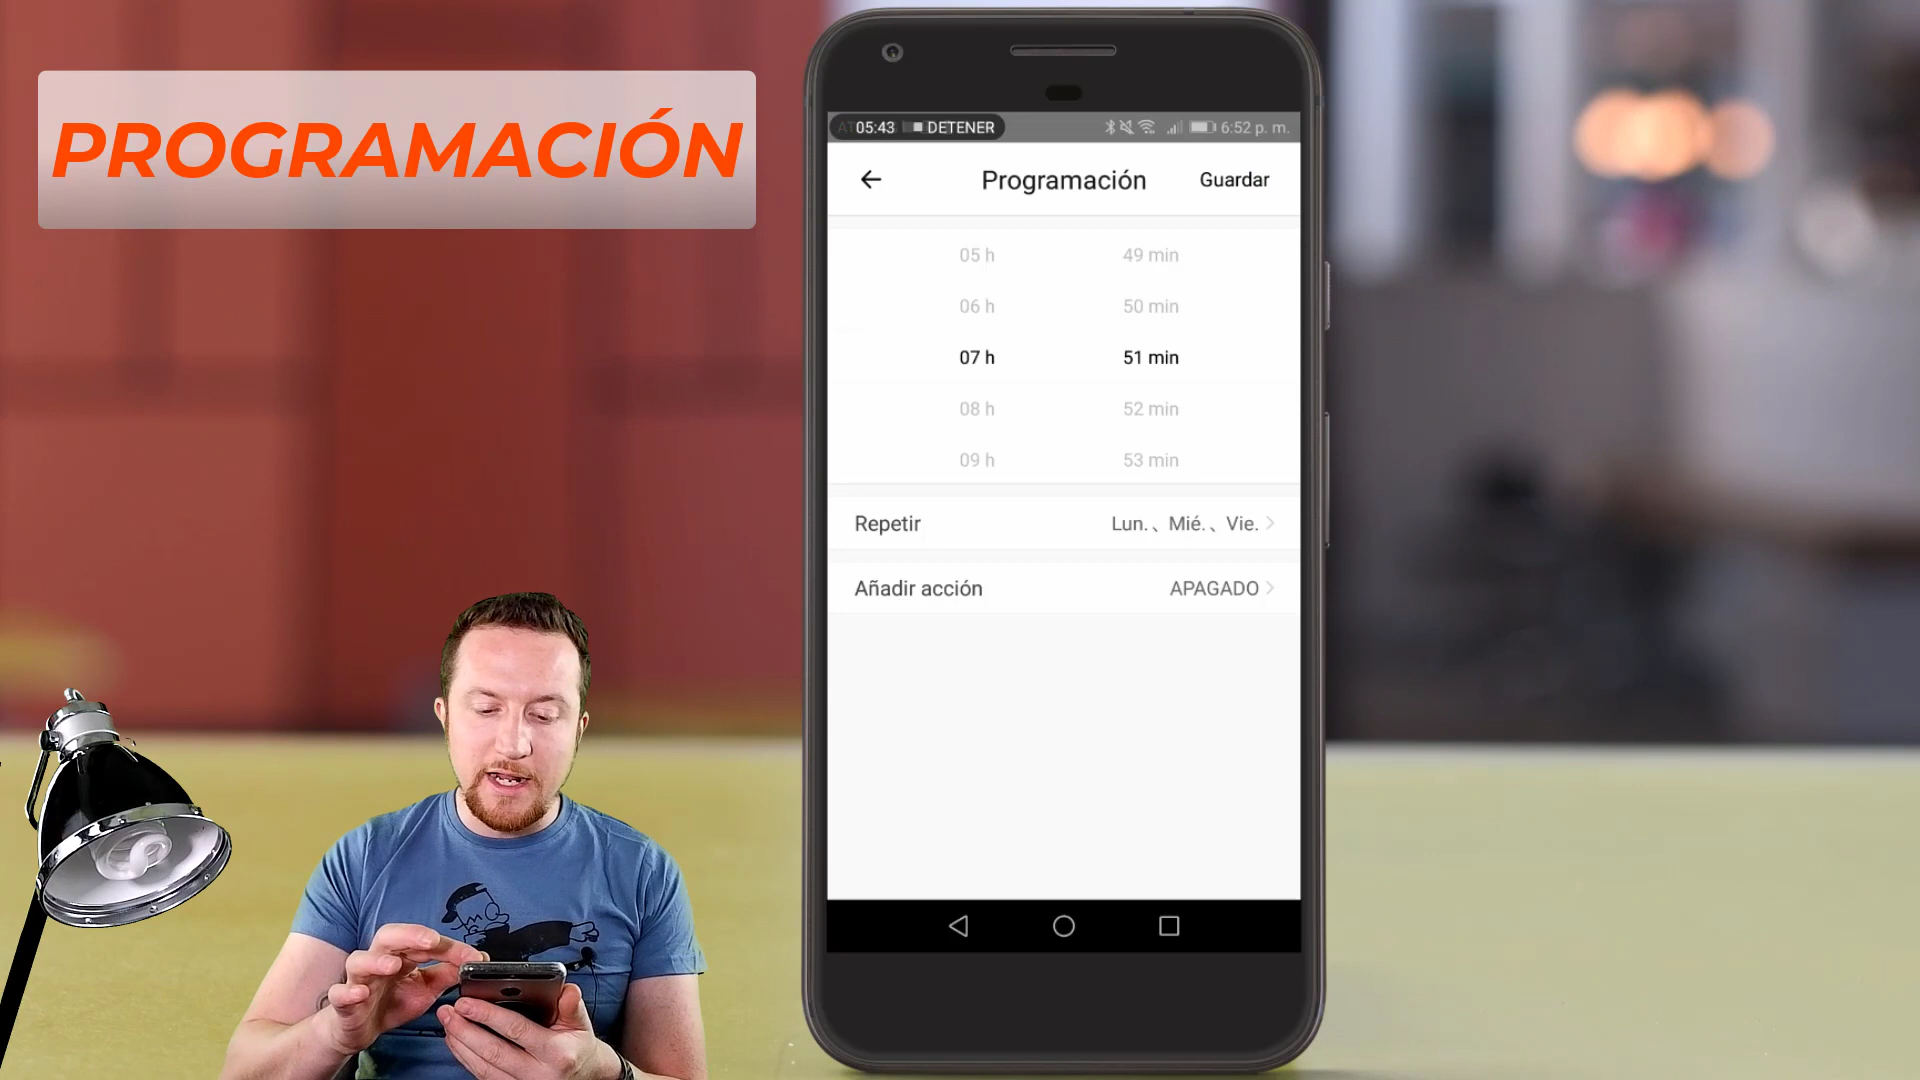 PROGRAMACIÓN
05:43 DETENER 6:52 p. m.
Programación Guardar
05 h 49 min
06 h 50 min
07 h 51 min
08 h 52 min
09 h 53 min
Repetir Lun.、Mié.、Vie.
Añadir acción APAGADO